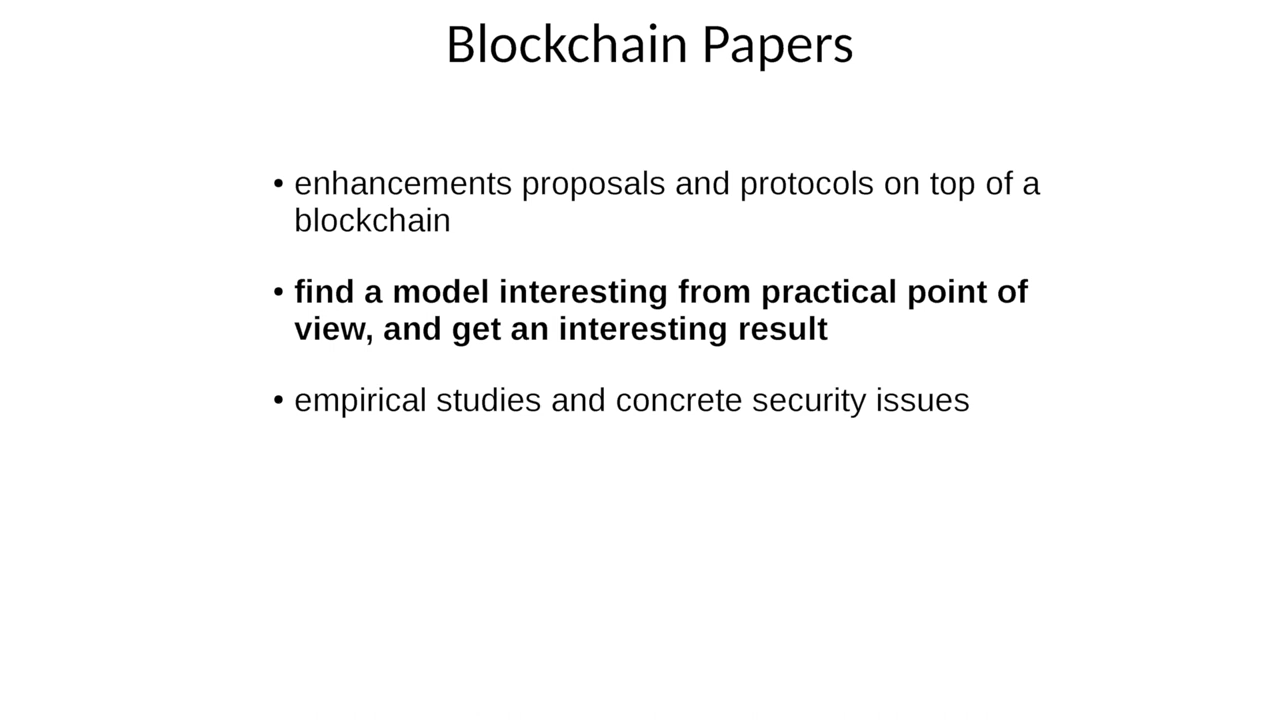 Blockchain Papers
• enhancements proposals and protocols on top of a
blockchain
• find a model interesting from practical point of
view, and get an interesting result
• empirical studies and concrete security issues